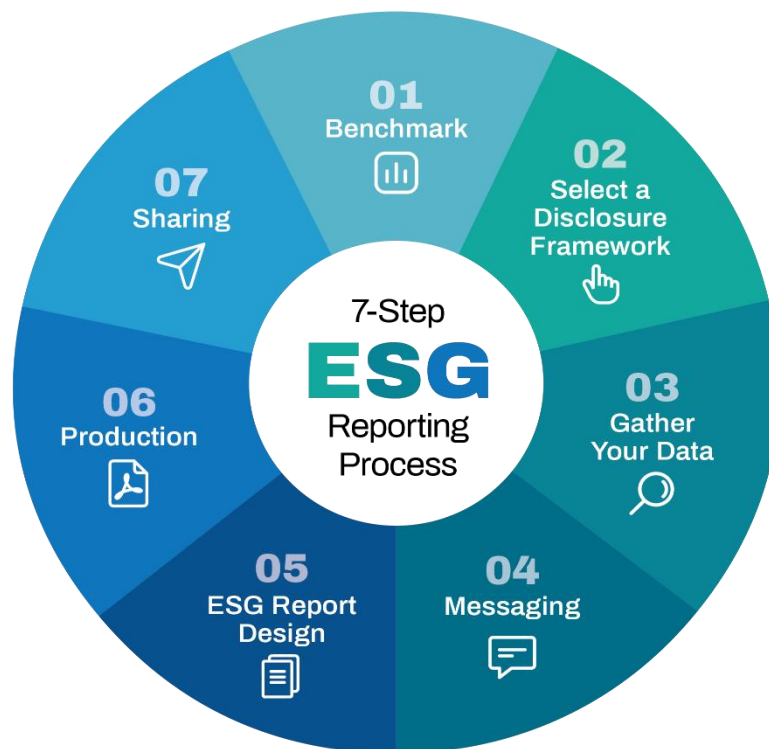 7-Step
ESG
Reporting
Process
01
Benchmark
02
Select a
Disclosure
Framework
03
Gather
Your Data
04
Messaging
05
ESG Report
Design
06
Production
07
Sharing